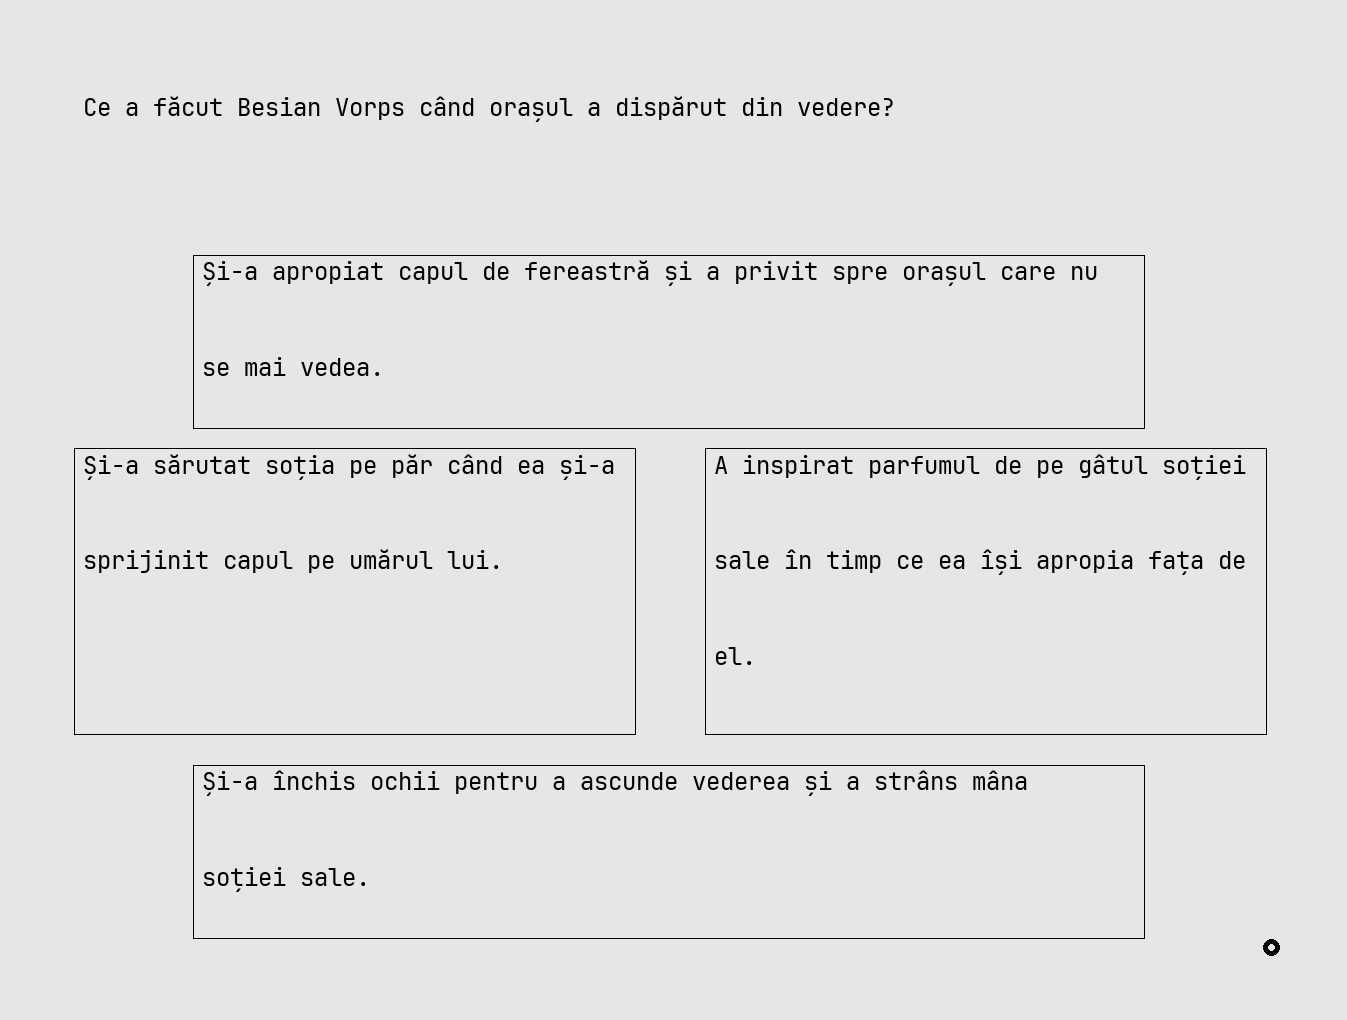 Ce a făcut Besian Vorps când orașul a dispărut din vedere?
Și-a apropiat capul de fereastră și a privit spre orașul care nu
se mai vedea.
Și-a sărutat soția pe păr când ea și-a
sprijinit capul pe umărul lui.
A inspirat parfumul de pe gâtul soției
sale în timp ce ea își apropia fața de
el.
Și-a închis ochii pentru a ascunde vederea și a strâns mâna
soției sale.